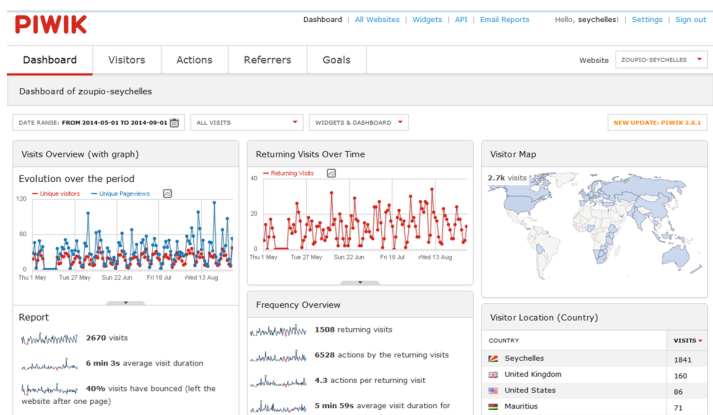 PIWIK
Dashboard | All Websites | Widgets | API | Email Reports
Hello, seychelles! | Settings | Sign out
Dashboard
Visitors
Actions
Referrers
Goals
Website
ZOUPIO-SEYCHELLES
Dashboard of zoupio-seychelles
DATE RANGE: FROM 2014-05-01 TO 2014-09-01
ALL VISITS
WIDGETS & DASHBOARD
NEW UPDATE: PIWIK 2.6.1
Visits Overview (with graph)
Evolution over the period
Unique visitors
Unique Pageviews
120
60
0
Thu 1 May
Tue 27 May
Sun 22 Jun
Fri 18 Jul
Wed 13 Aug
Report
2670 visits
6 min 3s average visit duration
40% visits have bounced (left the
website after one page)
Returning Visits Over Time
Returning Visits
40
20
0
Thu 1 May
Tue 27 May
Sun 22 Jun
Fri 18 Jul
Wed 13 Aug
Frequency Overview
1508 returning visits
6528 actions by the returning visits
4.3 actions per returning visit
5 min 59s average visit duration for
Visitor Map
2.7k visits
Visitor Location (Country)
COUNTRY
VISITS
Seychelles
1841
United Kingdom
160
United States
86
Mauritius
71